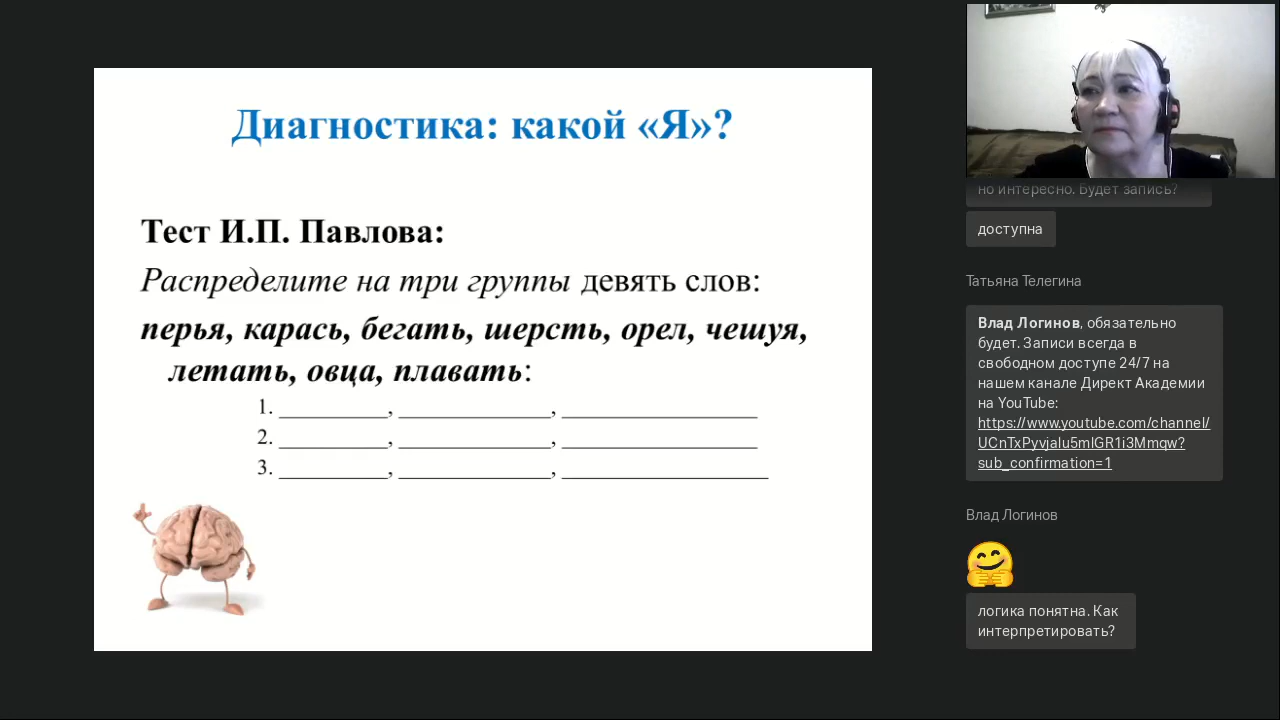 Диагностика: какой «Я»?
Тест И.П. Павлова:
Распределите на три группы девять слов:
перья, карась, бегать, шерсть, орел, чешуя,
летать, овца, плавать:
1. __________, ______________, __________________
2. __________, ______________, __________________
3. __________, ______________, ___________________
но интересно. Будет запись?
доступна
Татьяна Телегина
Влад Логинов, обязательно
будет. Записи всегда в
свободном доступе 24/7 на
нашем канале Директ Академии
на YouTube:
https://www.youtube.com/channel/
UCnTxPyvjalu5mlGR1i3Mmqw?
sub_confirmation=1
Влад Логинов
логика понятна. Как
интерпретировать?